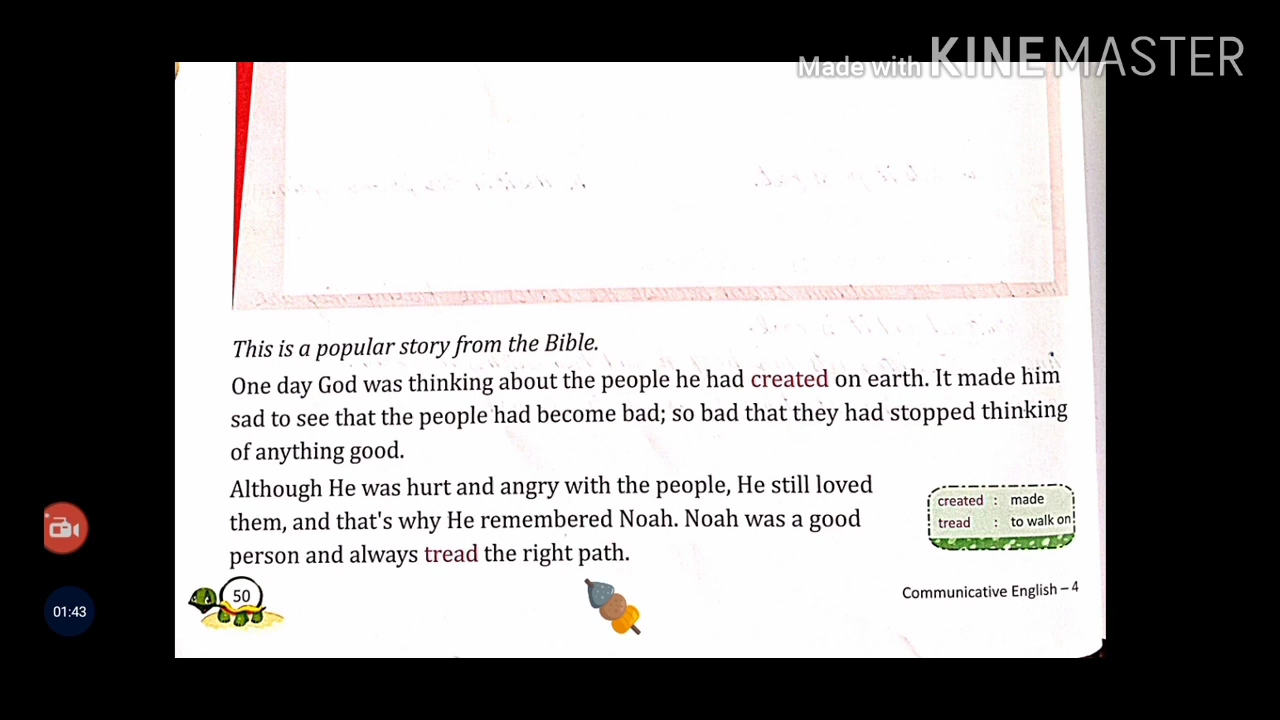 Made with KINEMASTER
This is a popular story from the Bible.
One day God was thinking about the people he had created on earth. It made him
sad to see that the people had become bad; so bad that they had stopped thinking
of anything good.
Although He was hurt and angry with the people, He still loved
them, and that's why He remembered Noah. Noah was a good
person and always tread the right path.
created : made
tread : to walk on
50
Communicative English – 4
01:43